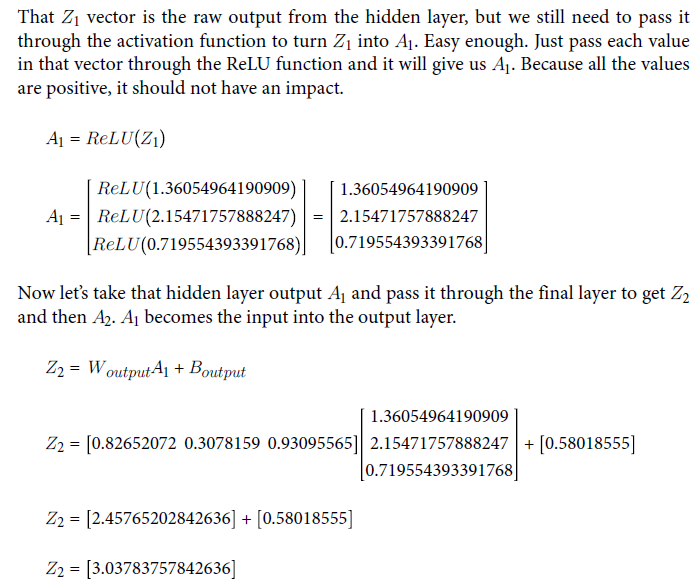 That Z₁ vector is the raw output from the hidden layer, but we still need to pass it
through the activation function to turn Z₁ into A₁. Easy enough. Just pass each value
in that vector through the ReLU function and it will give us A₁. Because all the values
are positive, it should not have an impact.
A₁ = ReLU(Z₁)
A₁ = [ReLU(1.36054964190909)] = [1.36054964190909]
[ReLU(2.15471757888247)] [2.15471757888247]
[ReLU(0.719554393391768)] [0.719554393391768]
Now let’s take that hidden layer output A₁ and pass it through the final layer to get Z₂
and then A₂. A₁ becomes the input into the output layer.
Z₂ = W_output A₁ + B_output
Z₂ = [0.82652072 0.3078159 0.93095565] [1.36054964190909] + [0.58018555]
[2.15471757888247]
[0.719554393391768]
Z₂ = [2.45765202842636] + [0.58018555]
Z₂ = [3.03783757842636]